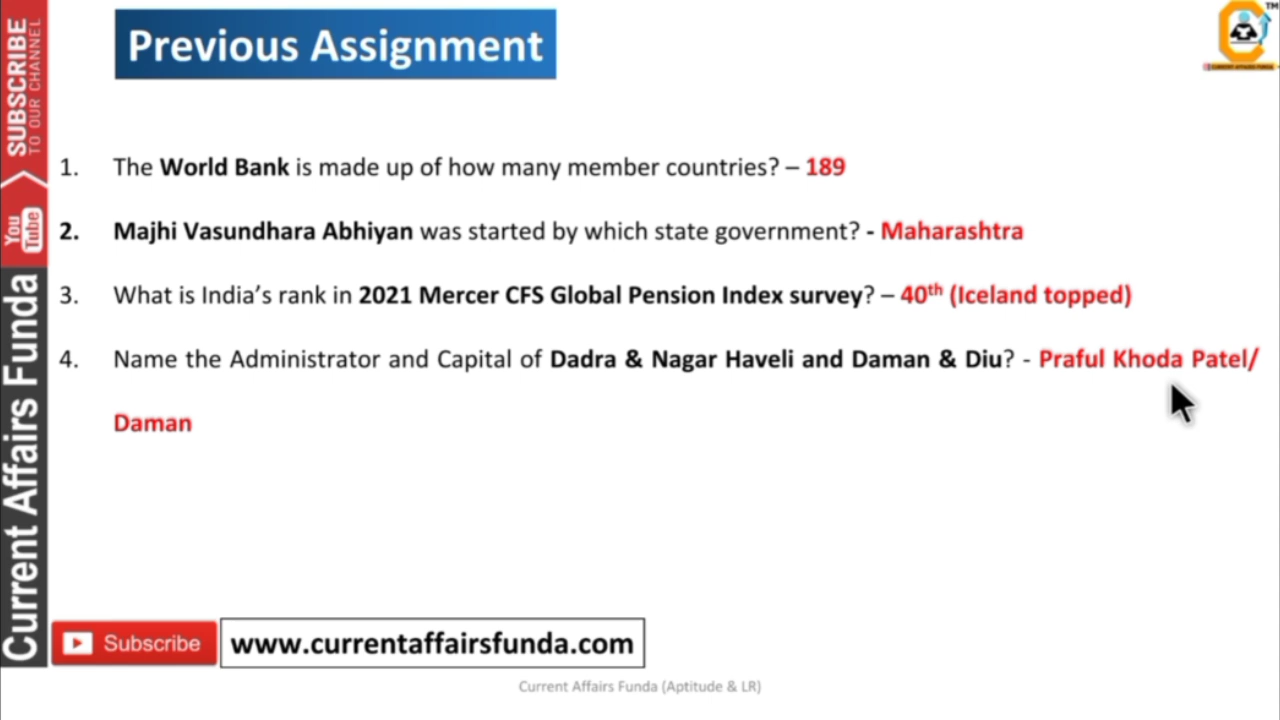 Previous Assignment
TM
CURRENT AFFAIRS FUNDA
SUBSCRIBE
TO OUR CHANNEL
You
Tube
Current Affairs Funda
1. The World Bank is made up of how many member countries? – 189
2. Majhi Vasundhara Abhiyan was started by which state government? - Maharashtra
3. What is India’s rank in 2021 Mercer CFS Global Pension Index survey? – 40th (Iceland topped)
4. Name the Administrator and Capital of Dadra & Nagar Haveli and Daman & Diu? - Praful Khoda Patel/
Daman
Subscribe
www.currentaffairsfunda.com
Current Affairs Funda (Aptitude & LR)